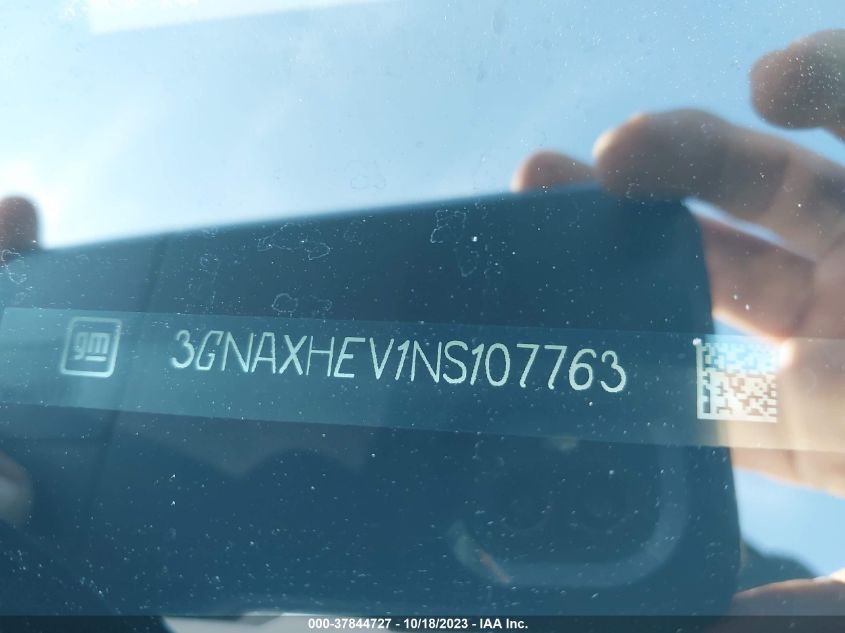 gm 3GNAXHEV1NS107763
000-37844727 - 10/18/2023 - IAA Inc.